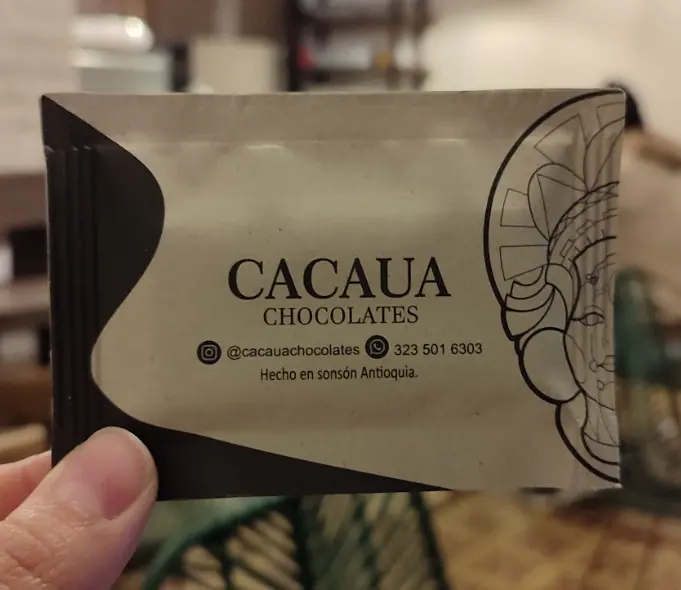 CACAUA
CHOCOLATES
@cacauachocolates 323 501 6303
Hecho en sonsón Antioquia.